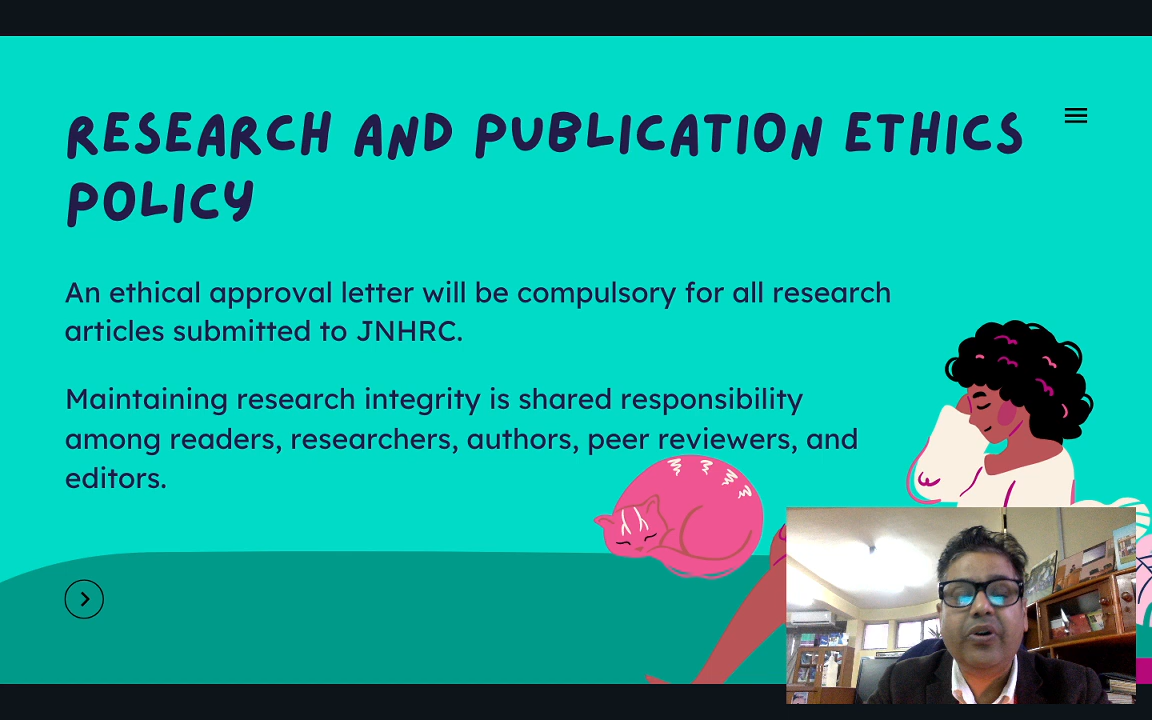 RESEARCH AND PUBLICATION ETHICS
POLICY
An ethical approval letter will be compulsory for all research
articles submitted to JNHRC.
Maintaining research integrity is shared responsibility
among readers, researchers, authors, peer reviewers, and
editors.